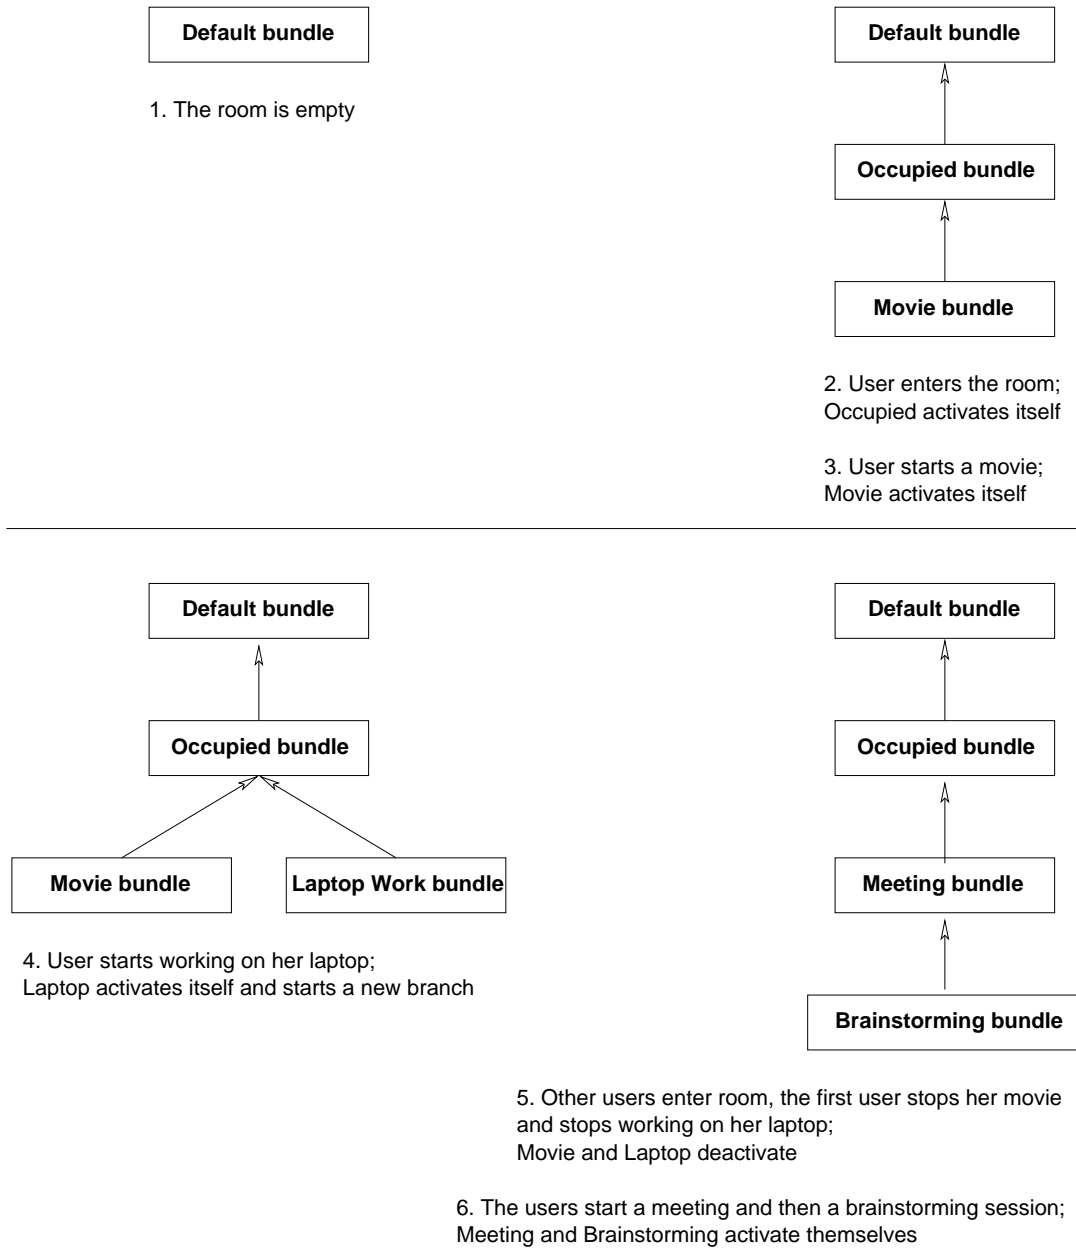 Default bundle
1. The room is empty
Default bundle
Occupied bundle
Movie bundle
2. User enters the room;
Occupied activates itself
3. User starts a movie;
Movie activates itself
Default bundle
Occupied bundle
Movie bundle
Laptop Work bundle
4. User starts working on her laptop;
Laptop activates itself and starts a new branch
Default bundle
Occupied bundle
Meeting bundle
Brainstorming bundle
5. Other users enter room, the first user stops her movie
and stops working on her laptop;
Movie and Laptop deactivate
6. The users start a meeting and then a brainstorming session;
Meeting and Brainstorming activate themselves